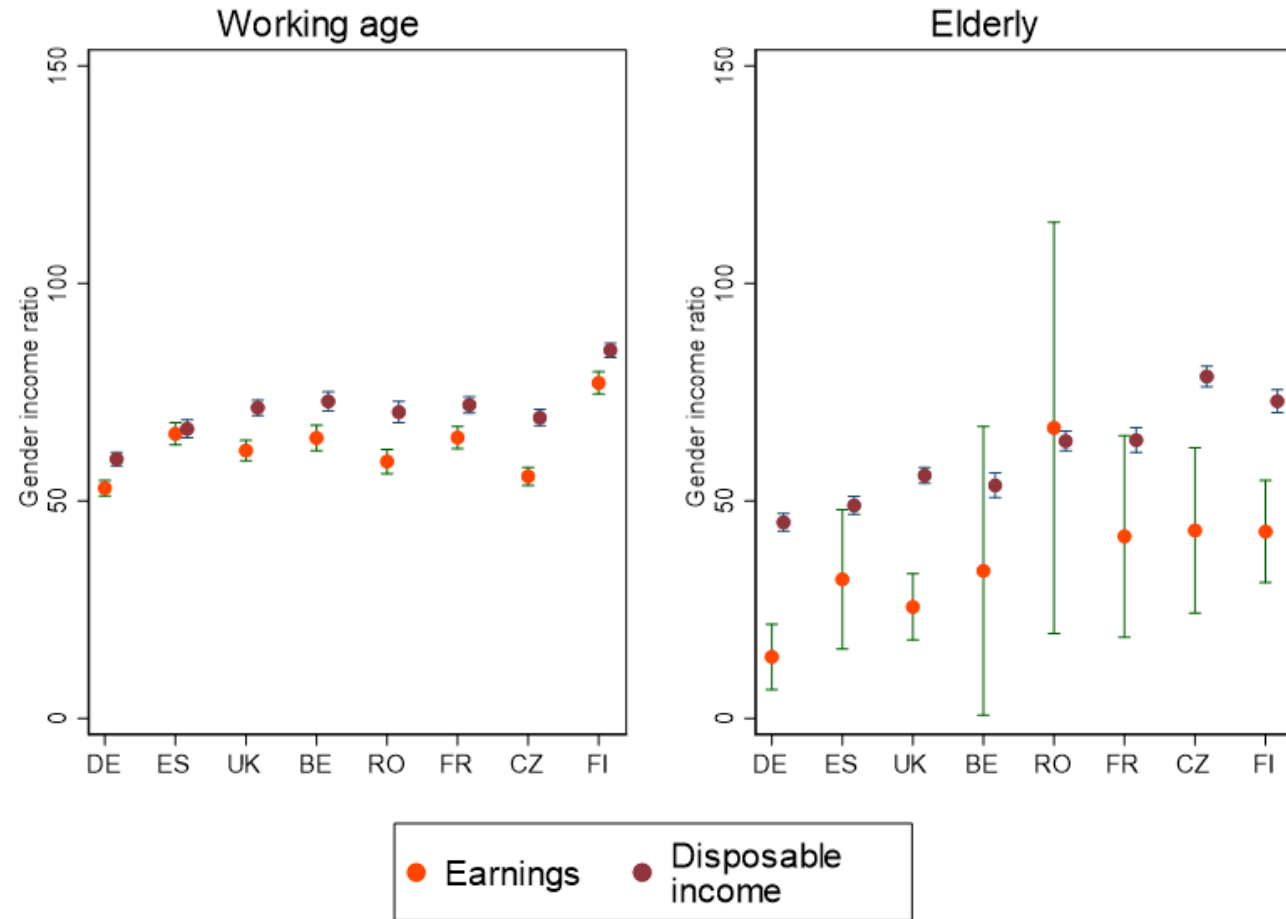 Working age
Elderly
Gender income ratio
150
100
50
0
DE ES UK BE RO FR CZ FI
Gender income ratio
150
100
50
0
DE ES UK BE RO FR CZ FI
Earnings
Disposable
income